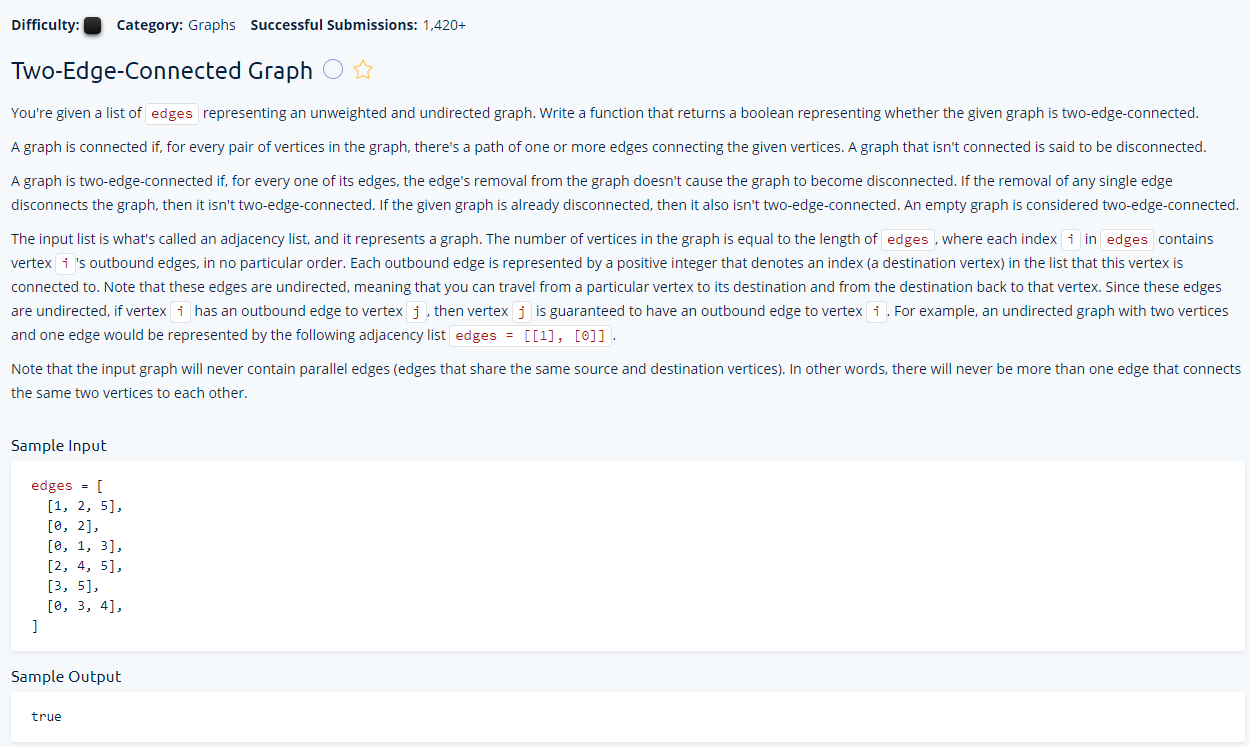 Difficulty: Category: Graphs Successful Submissions: 1,420+
Two-Edge-Connected Graph
You're given a list of edges representing an unweighted and undirected graph. Write a function that returns a boolean representing whether the given graph is two-edge-connected.
A graph is connected if, for every pair of vertices in the graph, there's a path of one or more edges connecting the given vertices. A graph that isn't connected is said to be disconnected.
A graph is two-edge-connected if, for every one of its edges, the edge's removal from the graph doesn't cause the graph to become disconnected. If the removal of any single edge
disconnects the graph, then it isn't two-edge-connected. If the given graph is already disconnected, then it also isn't two-edge-connected. An empty graph is considered two-edge-connected.
The input list is what's called an adjacency list, and it represents a graph. The number of vertices in the graph is equal to the length of edges, where each index i in edges contains
vertex i's outbound edges, in no particular order. Each outbound edge is represented by a positive integer that denotes an index (a destination vertex) in the list that this vertex is
connected to. Note that these edges are undirected, meaning that you can travel from a particular vertex to its destination and from the destination back to that vertex. Since these edges
are undirected, if vertex i has an outbound edge to vertex j, then vertex j is guaranteed to have an outbound edge to vertex i. For example, an undirected graph with two vertices
and one edge would be represented by the following adjacency list edges = [[1], [0]].
Note that the input graph will never contain parallel edges (edges that share the same source and destination vertices). In other words, there will never be more than one edge that connects
the same two vertices to each other.
Sample Input
edges = [
[1, 2, 5],
[0, 2],
[0, 1, 3],
[2, 4, 5],
[3, 5],
[0, 3, 4],
]
Sample Output
true